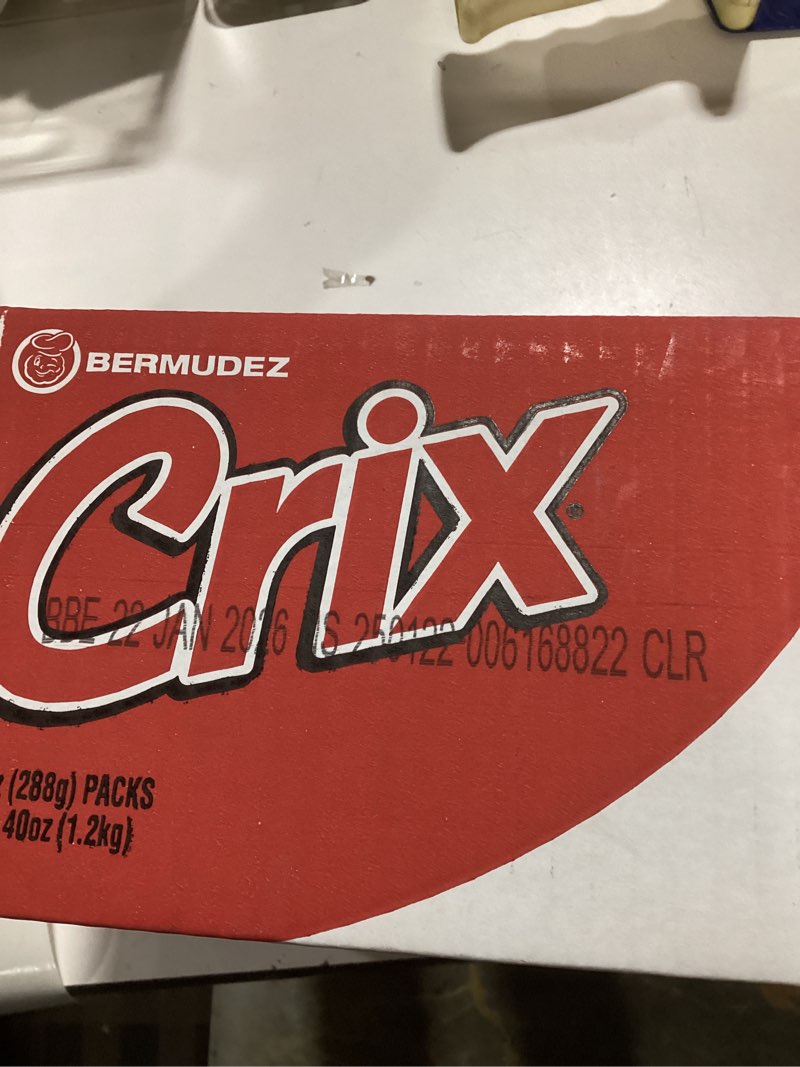 BERMUDEZ
Crix
BBE 22 JAN 2026 250122 006168822 CLR
(288g) PACKS
40oz (1.2kg)